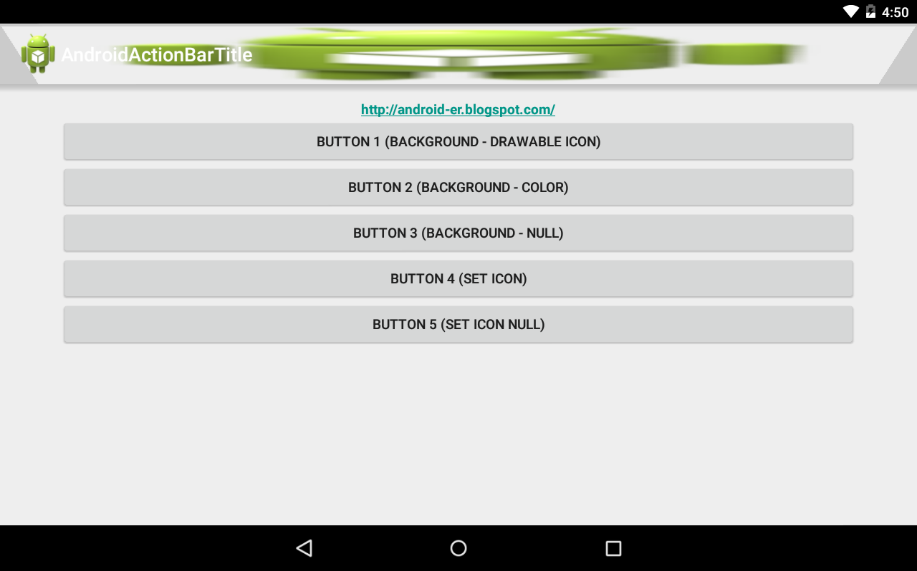 4:50
AndroidActionBarTitle
http://android-er.blogspot.com/
BUTTON 1 (BACKGROUND - DRAWABLE ICON)
BUTTON 2 (BACKGROUND - COLOR)
BUTTON 3 (BACKGROUND - NULL)
BUTTON 4 (SET ICON)
BUTTON 5 (SET ICON NULL)